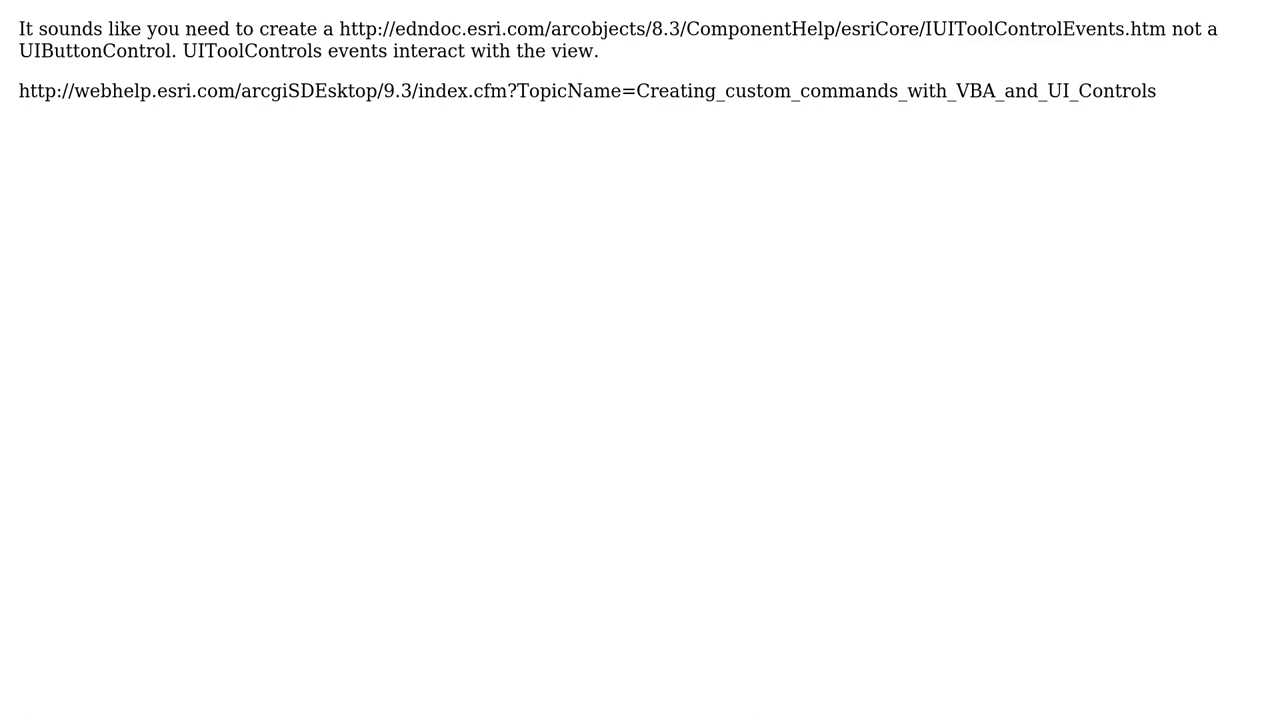 It sounds like you need to create a http://edndoc.esri.com/arcobjects/8.3/ComponentHelp/esriCore/IUIToolControlEvents.htm not a
UIButtonControl. UIToolControls events interact with the view.
http://webhelp.esri.com/arcgiSDEsktop/9.3/index.cfm?TopicName=Creating_custom_commands_with_VBA_and_UI_Controls